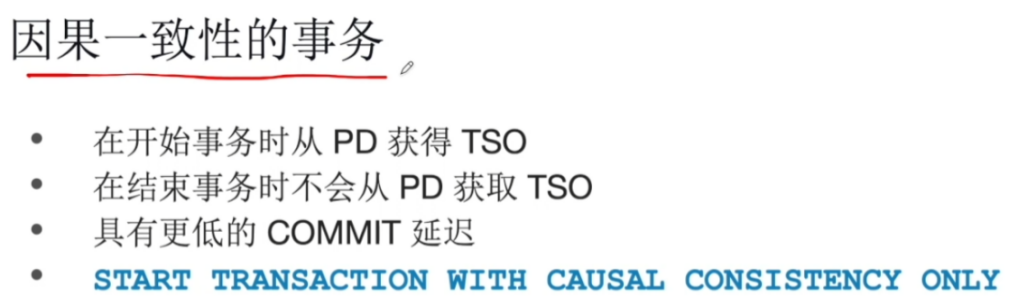 因果一致性的事务
• 在开始事务时从 PD 获得 TSO
• 在结束事务时不会从 PD 获取 TSO
• 具有更低的 COMMIT 延迟
• START TRANSACTION WITH CAUSAL CONSISTENCY ONLY